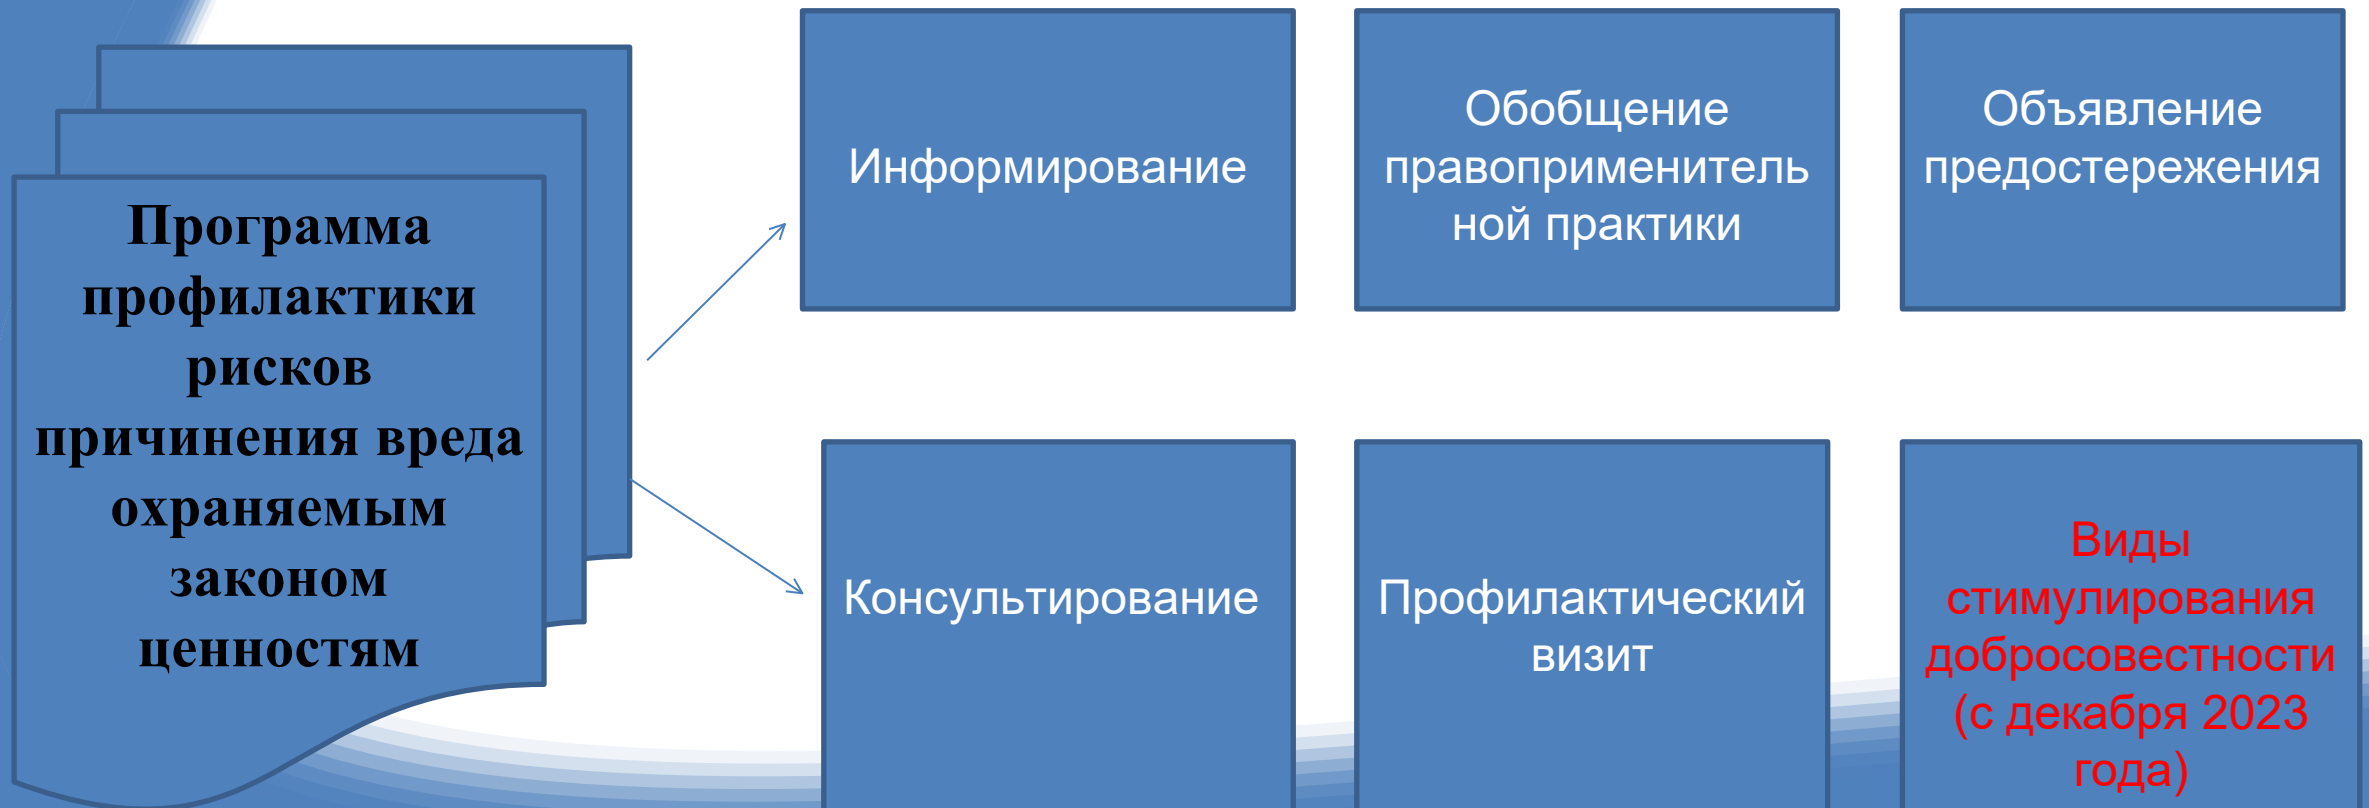 Программа
профилактики
рисков
причинения вреда
охраняемым
законом
ценностям
Информирование
Обобщение
правоприменитель
ной практики
Объявление
предостережения
Консультирование
Профилактический
визит
Виды
стимулирования
добросовестности
(с декабря 2023
года)